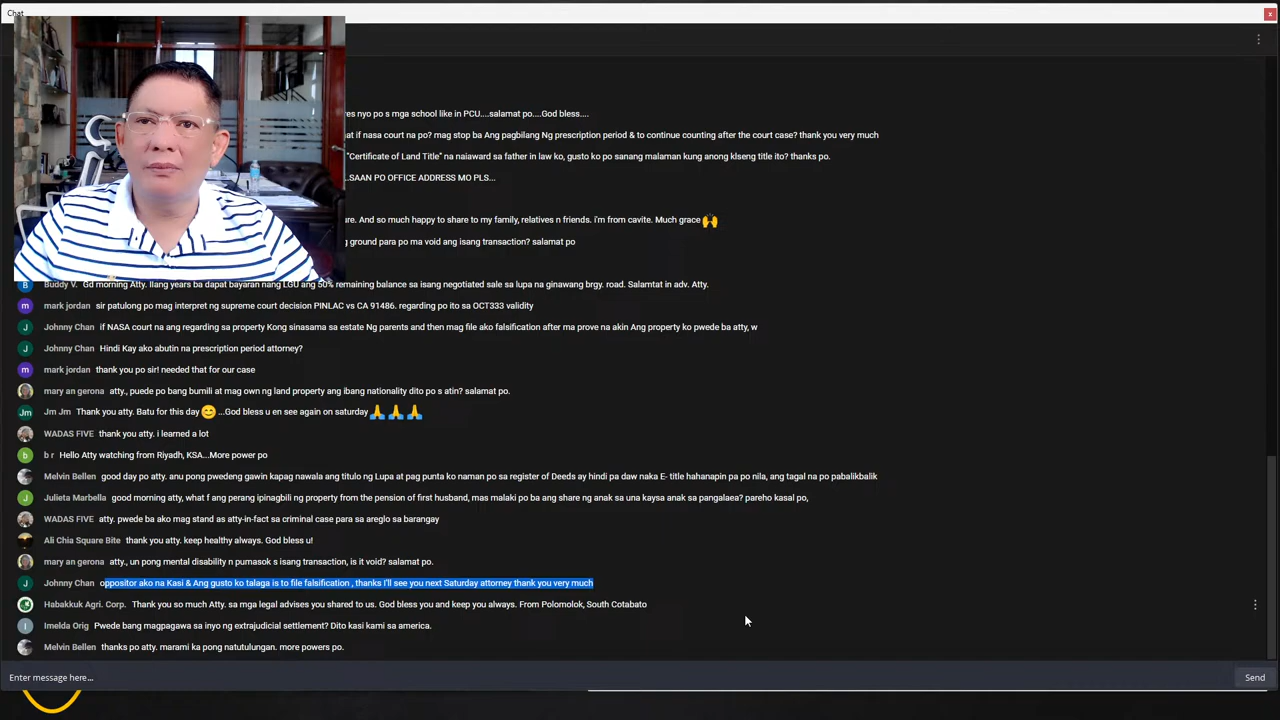 Chat
res nyo po s mga school like in PCU....salamat po....God bless....
at if nasa court na po? mag stop ba Ang pagbilang Ng prescription period & to continue counting after the court case? thank you very much
"Certificate of Land Title" na naiaward sa father in law ko, gusto ko po sanang malaman kung anong klseng title ito? thanks po.
...SAAN PO OFFICE ADDRESS MO PLS...
ure. And so much happy to share to my family, relatives n friends. i'm from cavite. Much grace 🙌
g ground para po ma void ang isang transaction? salamat po
B Buddy V. Gd morning Atty. Ilang years ba dapat bayaran nang LGU ang 50% remaining balance sa isang negotiated sale sa lupa na ginawang brgy. road. Salamtat in adv. Atty.
m mark jordan sir patulong po mag interpret ng supreme court decision PINLAC vs CA 91486. regarding po ito sa OCT333 validity
J Johnny Chan if NASA court na ang regarding sa property Kong sinasama sa estate Ng parents and then mag file ako falsification after ma prove na akin Ang property ko pwede ba atty, w
J Johnny Chan Hindi Kay ako abutin na prescription period attorney?
m mark jordan thank you po sir! needed that for our case
mary an gerona atty., puede po bang bumili at mag own ng land property ang ibang nationality dito po s atin? salamat po.
Jm Jm Jm Thank you atty. Batu for this day 😊 ...God bless u en see again on saturday 🙏 🙏 🙏
WADAS FIVE thank you atty. i learned a lot
b b r Hello Atty watching from Riyadh, KSA...More power po
Melvin Bellen good day po atty. anu pong pwedeng gawin kapag nawala ang titulo ng Lupa at pag punta ko naman po sa register of Deeds ay hindi pa daw naka E- title hahanapin pa po nila, ang tagal na po pabalikbalik
J Julieta Marbella good morning atty, what f ang perang ipinagbili ng property from the pension of first husband, mas malaki po ba ang share ng anak sa una kaysa anak sa pangalaea? pareho kasal po,
WADAS FIVE atty. pwede ba ako mag stand as atty-in-fact sa criminal case para sa areglo sa barangay
Ali Chia Square Bite thank you atty. keep healthy always. God bless u!
mary an gerona atty., un pong mental disability n pumasok s isang transaction, is it void? salamat po.
J Johnny Chan oppositor ako na Kasi & Ang gusto ko talaga is to file falsification , thanks I'll see you next Saturday attorney thank you very much
Habakkuk Agri. Corp. Thank you so much Atty. sa mga legal advises you shared to us. God bless you and keep you always. From Polomolok, South Cotabato
I Imelda Orig Pwede bang magpagawa sa inyo ng extrajudicial settlement? Dito kasi kami sa america.
Melvin Bellen thanks po atty. marami ka pong natutulungan. more powers po.
Enter message here...
Send